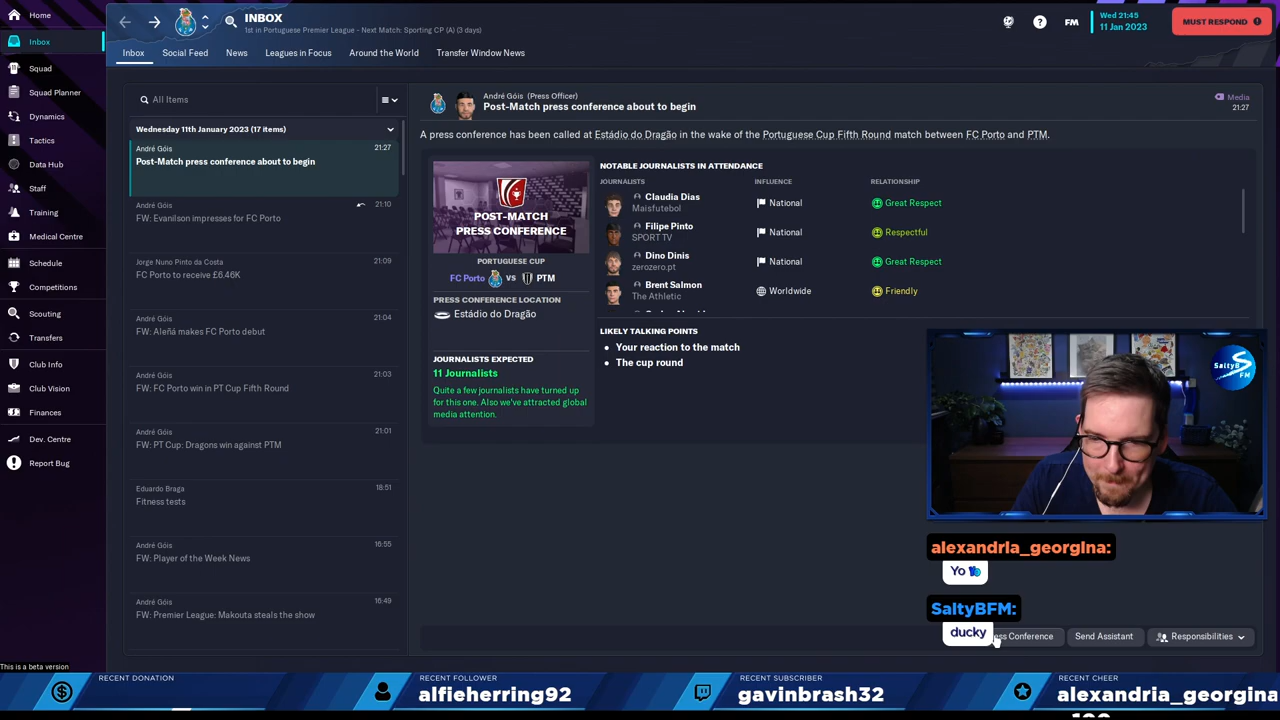 Home
Inbox
Squad
Squad Planner
Dynamics
Tactics
Data Hub
Staff
Training
Medical Centre
Schedule
Competitions
Scouting
Transfers
Club Info
Club Vision
Finances
Dev. Centre
Report Bug
This is a beta version
INBOX
1st in Portuguese Premier League - Next Match: Sporting CP (A) (3 days)
FM
Wed 21:45
11 Jan 2023
MUST RESPOND
Inbox
Social Feed
News
Leagues in Focus
Around the World
Transfer Window News
All Items
Wednesday 11th January 2023 (17 items)
André Góis 21:27
Post-Match press conference about to begin
André Góis 21:10
FW: Evanilson impresses for FC Porto
Jorge Nuno Pinto da Costa 21:09
FC Porto to receive £6.46K
André Góis 21:04
FW: Aleñá makes FC Porto debut
André Góis 21:03
FW: FC Porto win in PT Cup Fifth Round
André Góis 21:01
FW: PT Cup: Dragons win against PTM
Eduardo Braga 18:51
Fitness tests
André Góis 16:55
FW: Player of the Week News
André Góis 16:49
FW: Premier League: Makouta steals the show
André Góis (Press Officer)
Post-Match press conference about to begin
Media
21:27
A press conference has been called at Estádio do Dragão in the wake of the Portuguese Cup Fifth Round match between FC Porto and PTM.
POST-MATCH
PRESS CONFERENCE
PORTUGUESE CUP
FC Porto VS PTM
PRESS CONFERENCE LOCATION
Estádio do Dragão
JOURNALISTS EXPECTED
11 Journalists
Quite a few journalists have turned up
for this one. Also we've attracted global
media attention.
NOTABLE JOURNALISTS IN ATTENDANCE
JOURNALISTS INFLUENCE RELATIONSHIP
Claudia Dias
Maisfutebol
National
Great Respect
Filipe Pinto
SPORT TV
National
Respectful
Dino Dinis
zerozero.pt
National
Great Respect
Brent Salmon
The Athletic
Worldwide
Friendly
LIKELY TALKING POINTS
Your reaction to the match
The cup round
SaltyB
FM
alexandria_georgina:
Yo
SaltyBFM:
ducky
ess Conference
Send Assistant
Responsibilities
RECENT DONATION
RECENT FOLLOWER
alfieherring92
RECENT SUBSCRIBER
gavinbrash32
RECENT CHEER
alexandria_georgina